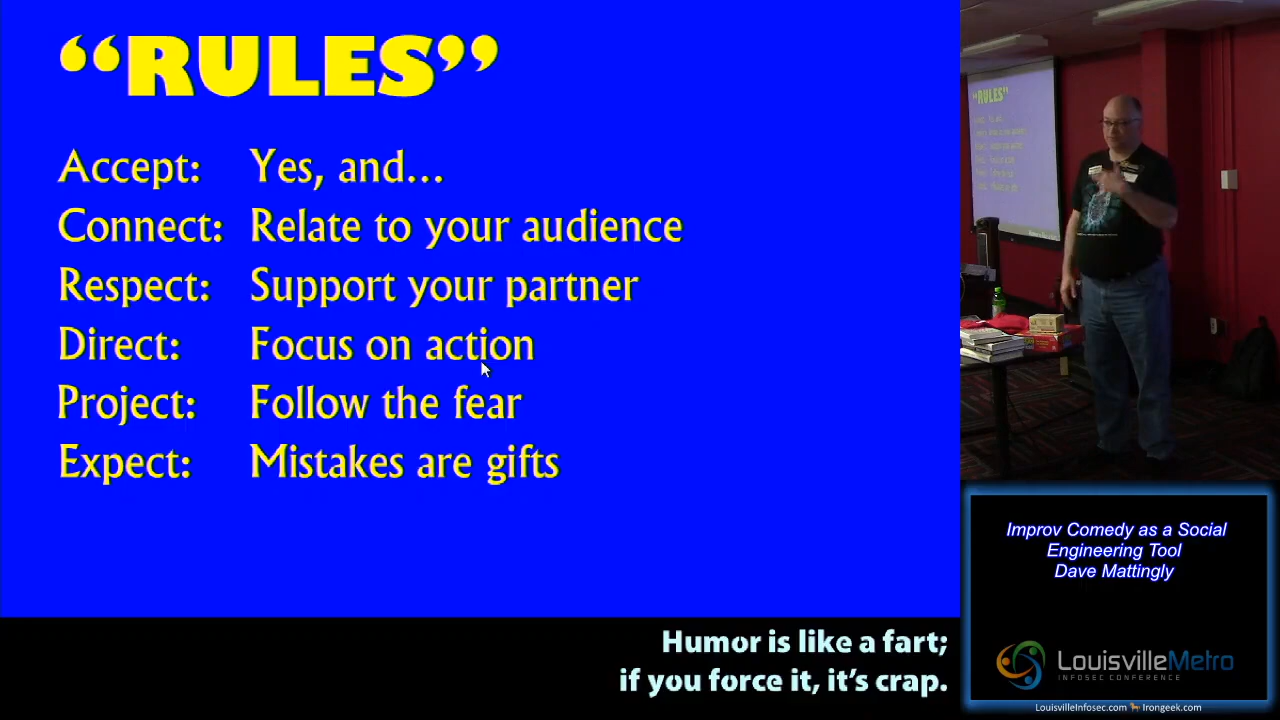 “RULES”
Accept: Yes, and...
Connect: Relate to your audience
Respect: Support your partner
Direct: Focus on action
Project: Follow the fear
Expect: Mistakes are gifts
Humor is like a fart;
if you force it, it’s crap.
“RULES”
Improv Comedy as a Social
Engineering Tool
Dave Mattingly
LouisvilleMetro
INFOSEC CONFERENCE
LouisvilleInfosec.com Irongeek.com